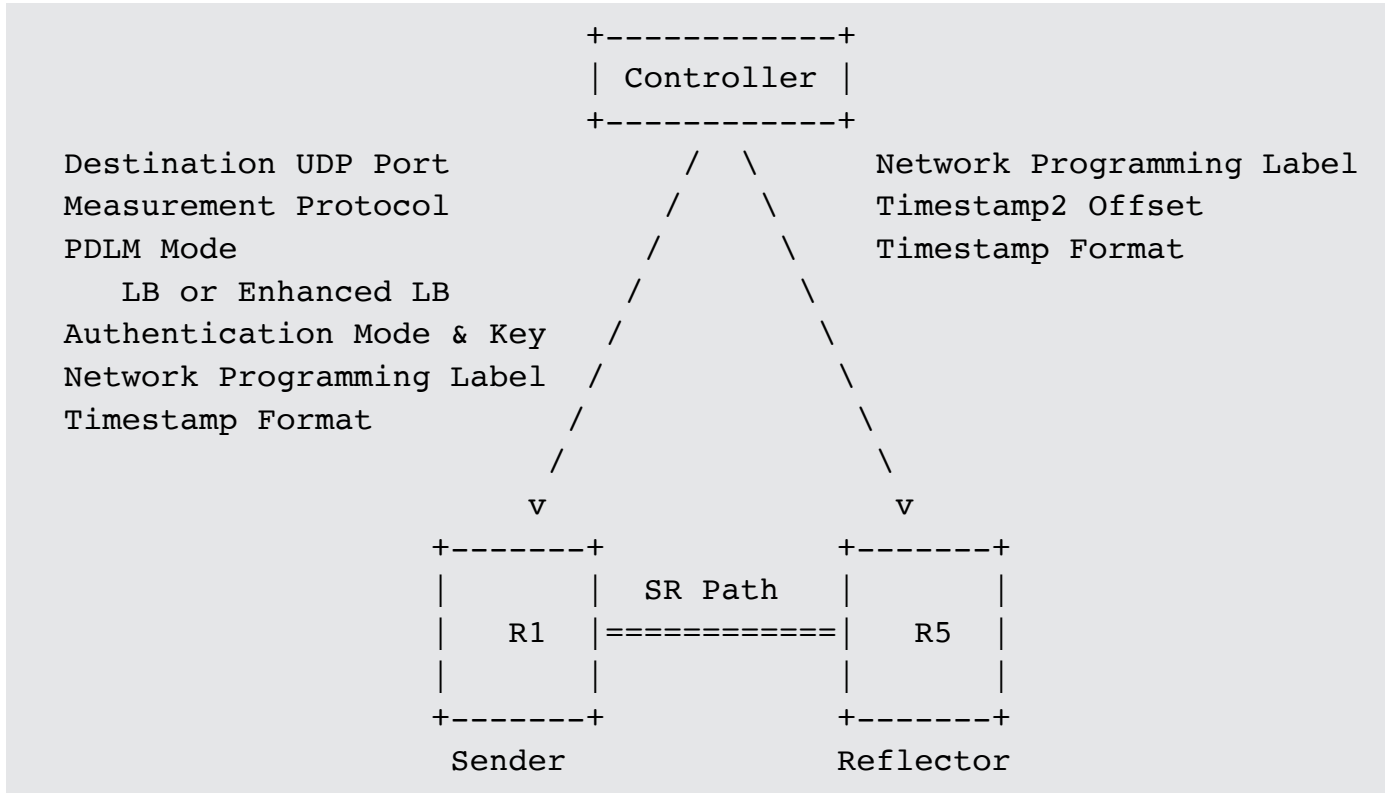 Controller
Destination UDP Port
Measurement Protocol
PDLM Mode
LB or Enhanced LB
Authentication Mode & Key
Network Programming Label
Timestamp Format
Network Programming Label
Timestamp2 Offset
Timestamp Format
SR Path
R1
R5
Sender
Reflector